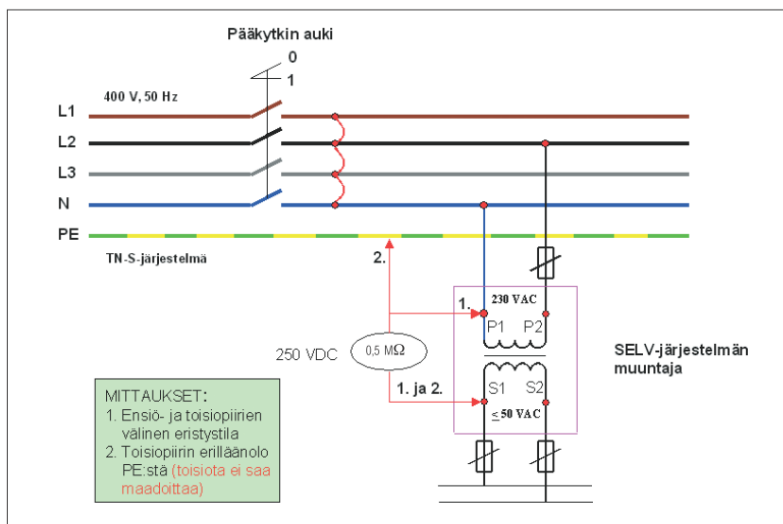 Pääkytkin auki
0
1
400 V, 50 Hz
L1
L2
L3
N
PE
TN-S-järjestelmä
2.
1.
230 VAC
P1 P2
250 VDC
0,5 MΩ
SELV-järjestelmän
muuntaja
1. ja 2.
S1 S2
≤ 50 VAC
MITTAUKSET:
1. Ensiö- ja toisiopiirien
välinen eristystila
2. Toisiopiirin erilläänolo
PE:stä (toisiota ei saa
maadoittaa)